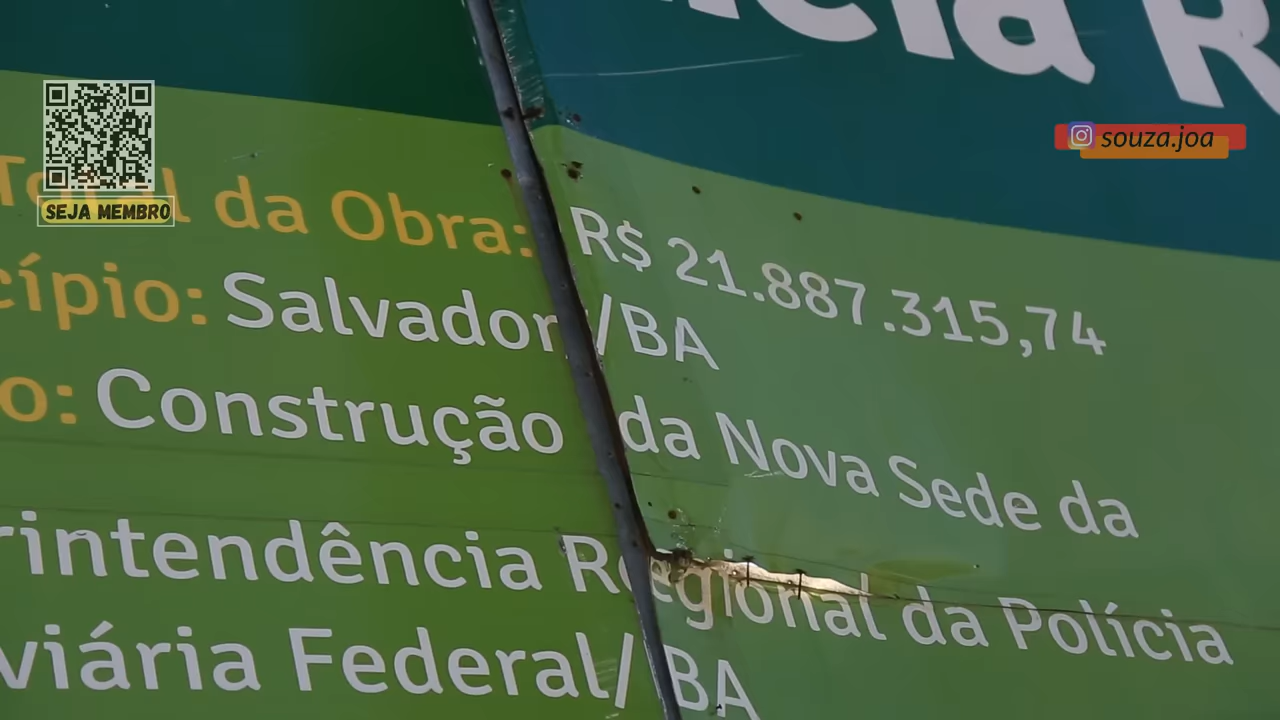 SEJA MEMBRO
souza.joa
da Obra: R$ 21.887.315,74
cípio: Salvador/BA
o: Construção da Nova Sede da
rintendência Regional da Polícia
viária Federal/BA